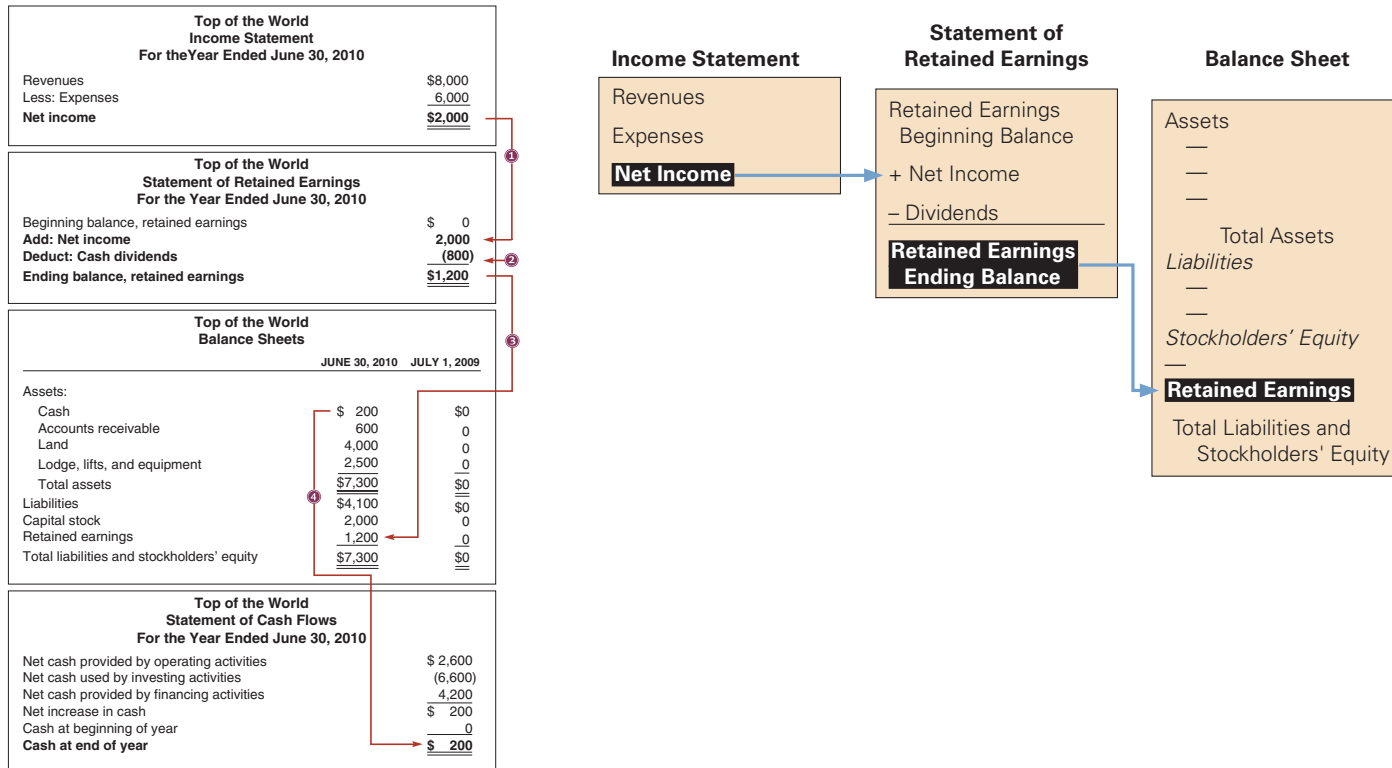 Top of the World
Income Statement
For theYear Ended June 30, 2010
Revenues $8,000
Less: Expenses 6,000
Net income $2,000
1
Top of the World
Statement of Retained Earnings
For the Year Ended June 30, 2010
Beginning balance, retained earnings $ 0
Add: Net income 2,000
Deduct: Cash dividends (800)
2
Ending balance, retained earnings $1,200
Top of the World
Balance Sheets
3
JUNE 30, 2010 JULY 1, 2009
Assets:
Cash $ 200 $0
Accounts receivable 600 0
Land 4,000 0
Lodge, lifts, and equipment 2,500 0
Total assets $7,300 $0
4
Liabilities $4,100 $0
Capital stock 2,000 0
Retained earnings 1,200 0
Total liabilities and stockholders' equity $7,300 $0
Top of the World
Statement of Cash Flows
For the Year Ended June 30, 2010
Net cash provided by operating activities $ 2,600
Net cash used by investing activities (6,600)
Net cash provided by financing activities 4,200
Net increase in cash $ 200
Cash at beginning of year 0
Cash at end of year $ 200
Income Statement
Revenues
Expenses
Net Income
Statement of
Retained Earnings
Retained Earnings
Beginning Balance
+ Net Income
– Dividends
Retained Earnings
Ending Balance
Balance Sheet
Assets
—
—
—
Total Assets
Liabilities
—
—
Stockholders' Equity
—
Retained Earnings
Total Liabilities and
Stockholders' Equity